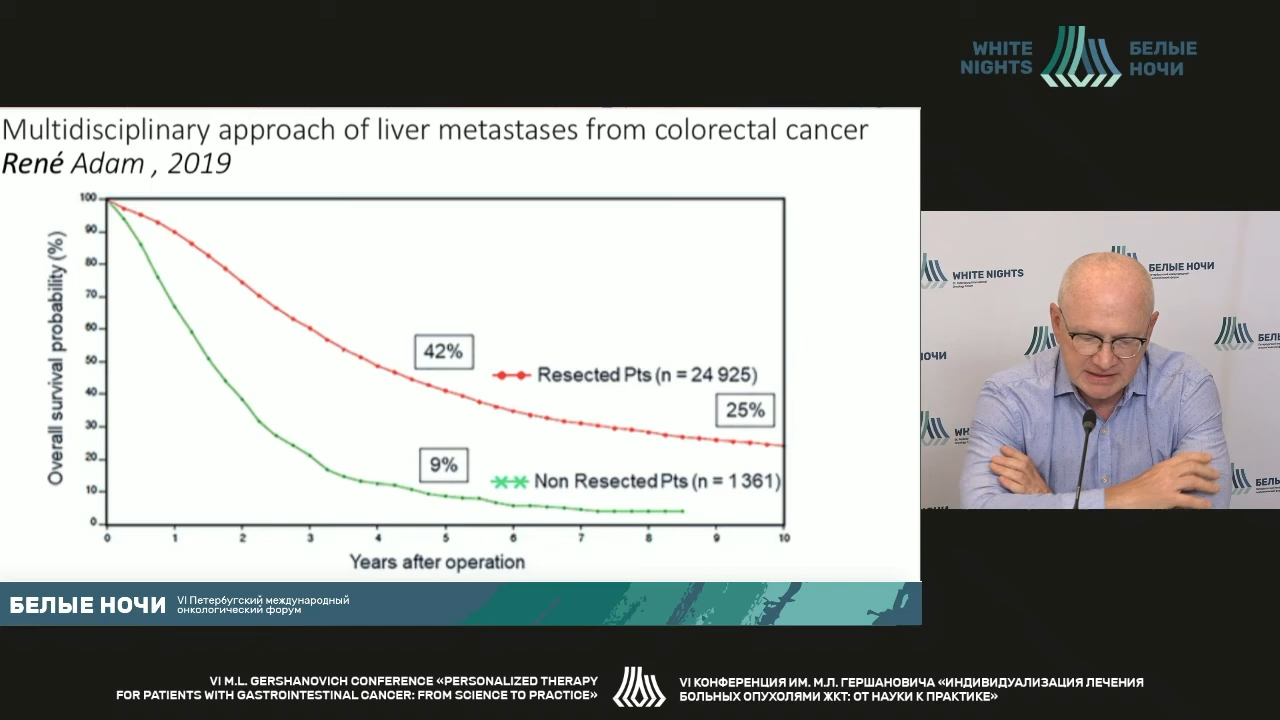 WHITE
NIGHTS
БЕЛЫЕ
НОЧИ
Multidisciplinary approach of liver metastases from colorectal cancer
René Adam , 2019
Overall survival probability (%)
100
90
80
70
60
50
40
30
20
10
0
42%
Resected Pts (n = 24 925)
25%
9%
Non Resected Pts (n = 1361)
0 1 2 3 4 5 6 7 8 9 10
Years after operation
WHITE NIGHTS
БЕЛЫЕ НОЧИ
БЕЛЫЕ НОЧИ
VI Петербургский международный
онкологический форум
VI M.L. GERSHANOVICH CONFERENCE «PERSONALIZED THERAPY
FOR PATIENTS WITH GASTROINTESTINAL CANCER: FROM SCIENCE TO PRACTICE»
VI КОНФЕРЕНЦИЯ ИМ. М.Л. ГЕРШАНОВИЧА «ИНДИВИДУАЛИЗАЦИЯ ЛЕЧЕНИЯ
БОЛЬНЫХ ОПУХОЛЯМИ ЖКТ: ОТ НАУКИ К ПРАКТИКЕ»